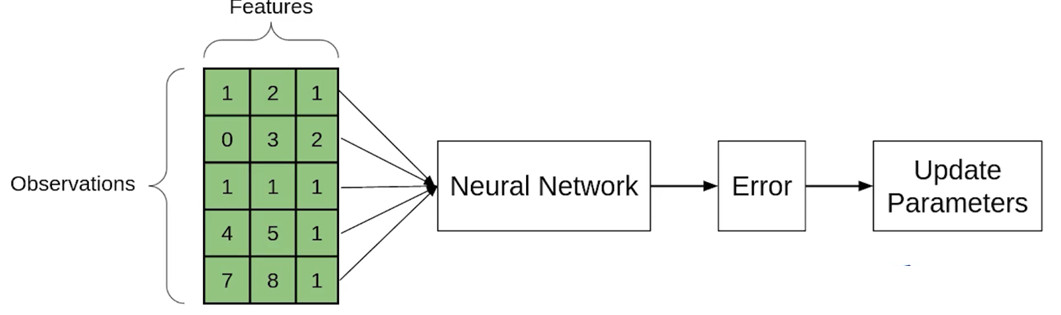 Features
Observations
1 2 1
0 3 2
1 1 1
4 5 1
7 8 1
Neural Network
Error
Update
Parameters